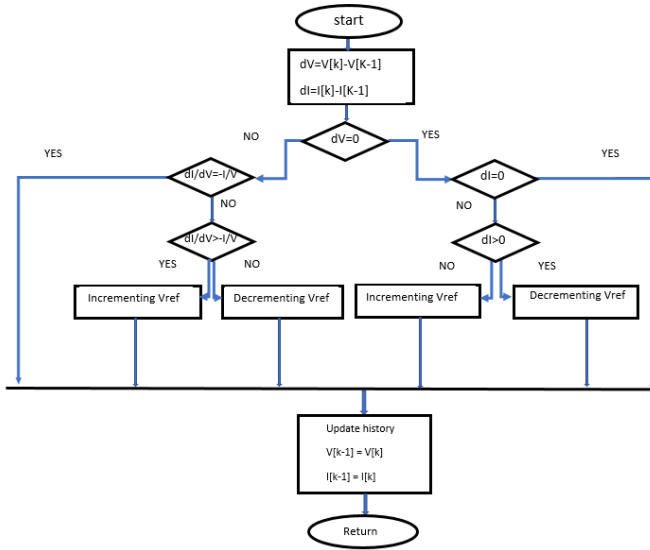 start
dV=V[k]-V[K-1]
dI=I[k]-I[K-1]
dV=0
NO
YES
YES
YES
dI/dV=-I/V
dI=0
NO
NO
dI/dV>-I/V
dI>0
YES
NO
NO
YES
Incrementing Vref
Decrementing Vref
Incrementing Vref
Decrementing Vref
Update history
V[k-1] = V[k]
I[k-1] = I[k]
Return